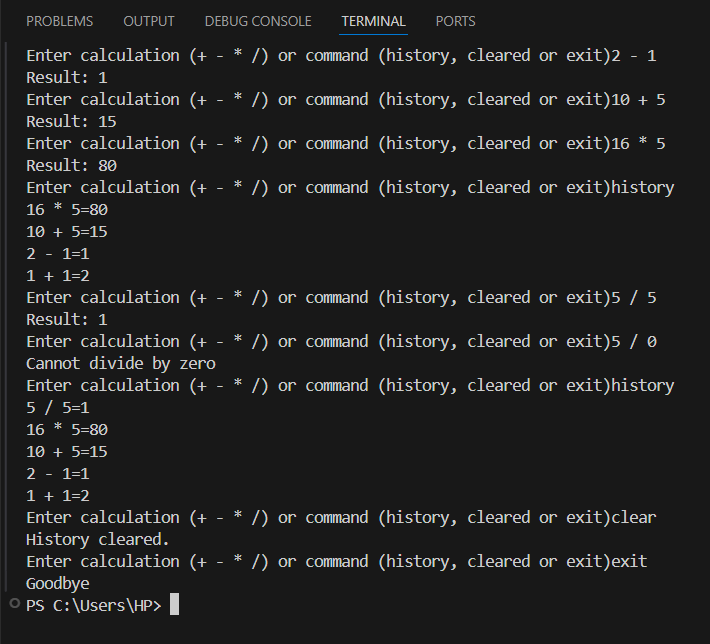 PROBLEMS OUTPUT DEBUG CONSOLE TERMINAL PORTS
Enter calculation (+ - * /) or command (history, cleared or exit)2 - 1
Result: 1
Enter calculation (+ - * /) or command (history, cleared or exit)10 + 5
Result: 15
Enter calculation (+ - * /) or command (history, cleared or exit)16 * 5
Result: 80
Enter calculation (+ - * /) or command (history, cleared or exit)history
16 * 5=80
10 + 5=15
2 - 1=1
1 + 1=2
Enter calculation (+ - * /) or command (history, cleared or exit)5 / 5
Result: 1
Enter calculation (+ - * /) or command (history, cleared or exit)5 / 0
Cannot divide by zero
Enter calculation (+ - * /) or command (history, cleared or exit)history
5 / 5=1
16 * 5=80
10 + 5=15
2 - 1=1
1 + 1=2
Enter calculation (+ - * /) or command (history, cleared or exit)clear
History cleared.
Enter calculation (+ - * /) or command (history, cleared or exit)exit
Goodbye
PS C:\Users\HP>